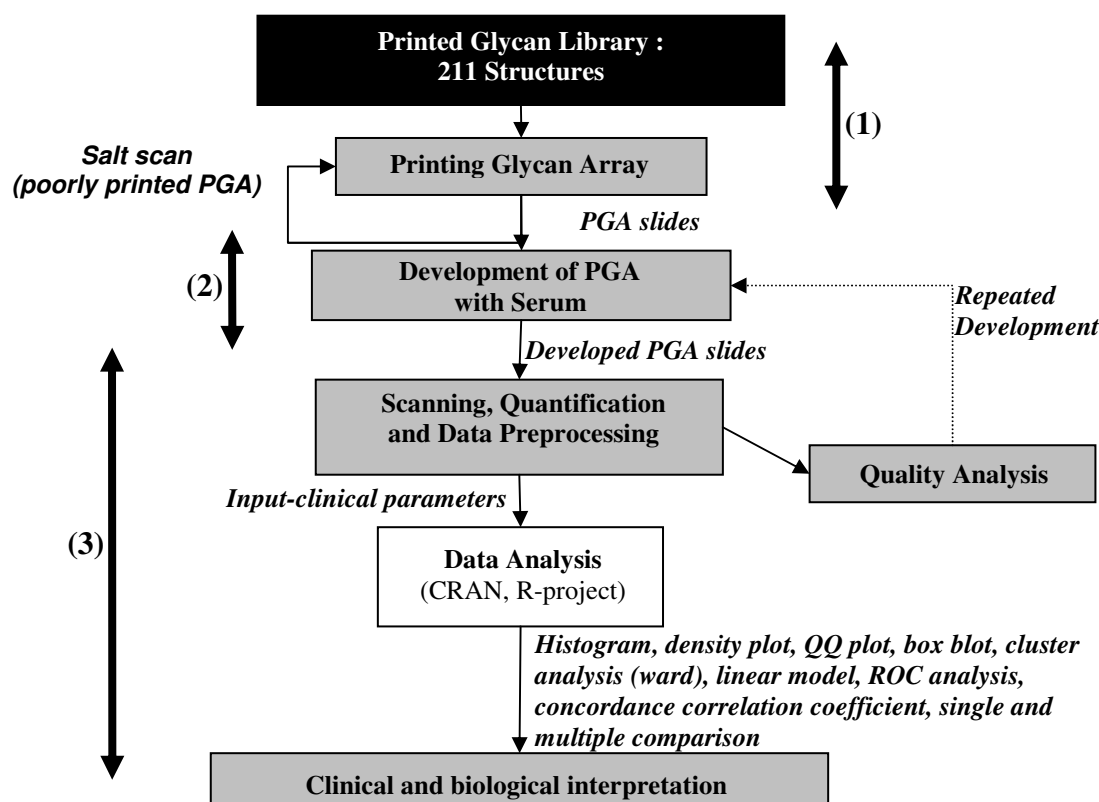 Printed Glycan Library :
211 Structures
(1)
Salt scan
(poorly printed PGA)
Printing Glycan Array
PGA slides
(2)
Development of PGA
with Serum
Repeated
Development
Developed PGA slides
Scanning, Quantification
and Data Preprocessing
Quality Analysis
Input-clinical parameters
(3)
Data Analysis
(CRAN, R-project)
Histogram, density plot, QQ plot, box blot, cluster
analysis (ward), linear model, ROC analysis,
concordance correlation coefficient, single and
multiple comparison
Clinical and biological interpretation